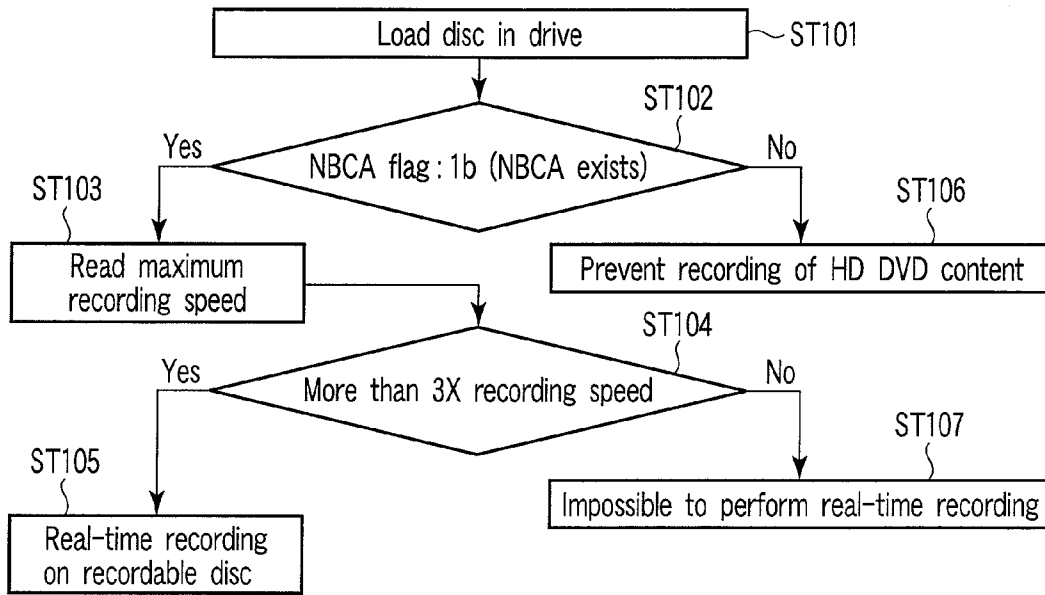 Load disc in drive
ST101
ST102
Yes
NBCA flag : 1b (NBCA exists)
No
ST103
ST106
Read maximum
recording speed
Prevent recording of HD DVD content
ST104
Yes
More than 3X recording speed
No
ST105
ST107
Real-time recording
on recordable disc
Impossible to perform real-time recording